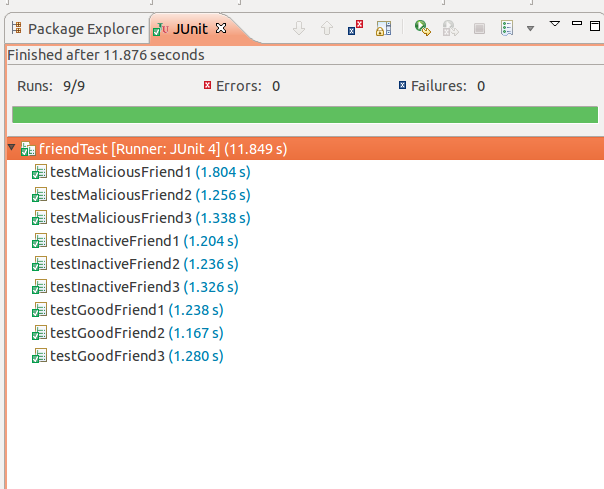 Package Explorer JUnit
Finished after 11.876 seconds
Runs: 9/9 Errors: 0 Failures: 0
friendTest [Runner: JUnit 4] (11.849 s)
testMaliciousFriend1 (1.804 s)
testMaliciousFriend2 (1.256 s)
testMaliciousFriend3 (1.338 s)
testInactiveFriend1 (1.204 s)
testInactiveFriend2 (1.236 s)
testInactiveFriend3 (1.326 s)
testGoodFriend1 (1.238 s)
testGoodFriend2 (1.167 s)
testGoodFriend3 (1.280 s)